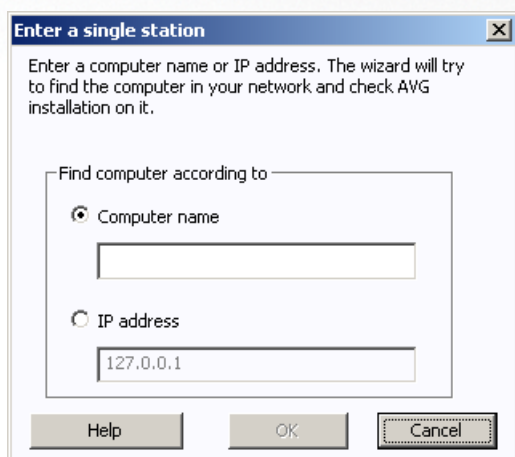 Enter a single station
Enter a computer name or IP address. The wizard will try
to find the computer in your network and check AVG
installation on it.
Find computer according to
Computer name
IP address
127.0.0.1
Help
OK
Cancel